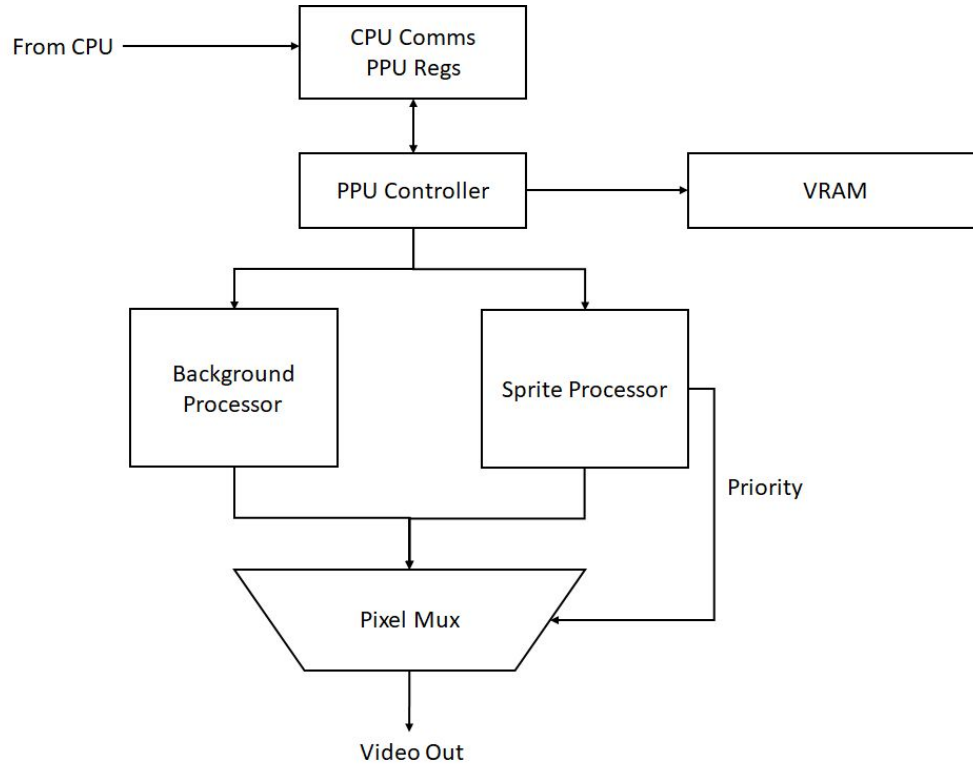 From CPU
CPU Comms
PPU Regs
PPU Controller
VRAM
Background
Processor
Sprite Processor
Priority
Pixel Mux
Video Out